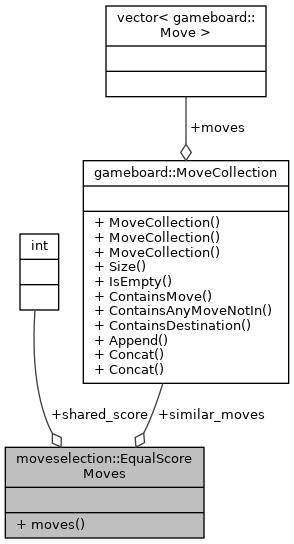 vector< gameboard::
Move >
+moves
gameboard::MoveCollection
+ MoveCollection()
+ MoveCollection()
+ MoveCollection()
+ Size()
+ IsEmpty()
+ ContainsMove()
+ ContainsAnyMoveNotIn()
+ ContainsDestination()
+ Append()
+ Concat()
+ Concat()
int
+shared_score
+similar_moves
moveselection::EqualScore
Moves
+ moves()